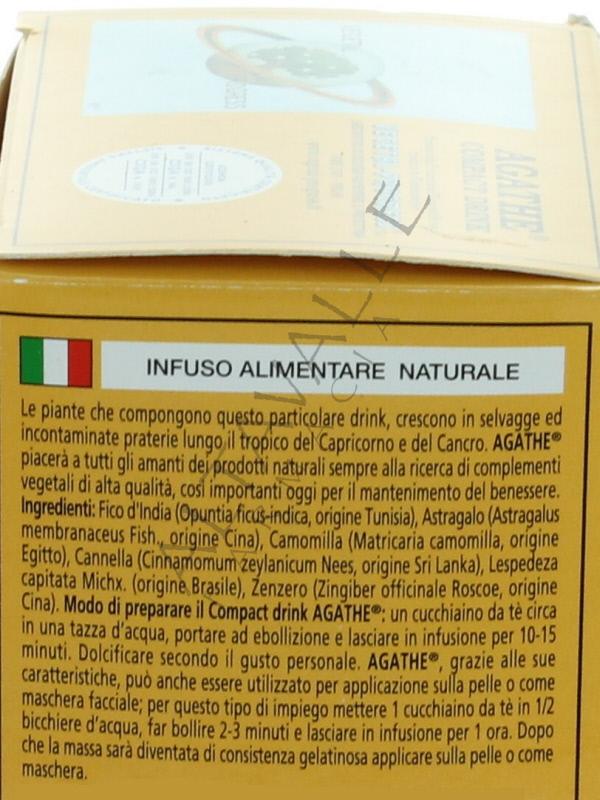 AGATHE®
COMPACT DRINK
INFUSO ALIMENTARE NATURALE
Le piante che compongono questo particolare drink, crescono in selvagge ed
incontaminate praterie lungo il tropico del Capricorno e del Cancro. AGATHE®
piacerà a tutti gli amanti dei prodotti naturali sempre alla ricerca di complementi
vegetali di alta qualità, così importanti oggi per il mantenimento del benessere.
Ingredienti: Fico d'India (Opuntia ficus-indica, origine Tunisia), Astragalo (Astragalus
membranaceus Fish., origine Cina), Camomilla (Matricaria camomilla, origine
Egitto), Cannella (Cinnamomum zeylanicum Nees, origine Sri Lanka), Lespedeza
capitata Michx. (origine Brasile), Zenzero (Zingiber officinale Roscoe, origine
Cina). Modo di preparare il Compact drink AGATHE®: un cucchiaino da tè circa
in una tazza d'acqua, portare ad ebollizione e lasciare in infusione per 10-15
minuti. Dolcificare secondo il gusto personale. AGATHE®, grazie alle sue
caratteristiche, può anche essere utilizzato per applicazione sulla pelle o come
maschera facciale; per questo tipo di impiego mettere 1 cucchiaino da tè in 1/2
bicchiere d'acqua, far bollire 2-3 minuti e lasciare in infusione per 1 ora. Dopo
che la massa sarà diventata di consistenza gelatinosa applicare sulla pelle o come
maschera.
ALTAVALLE
FARMACIA